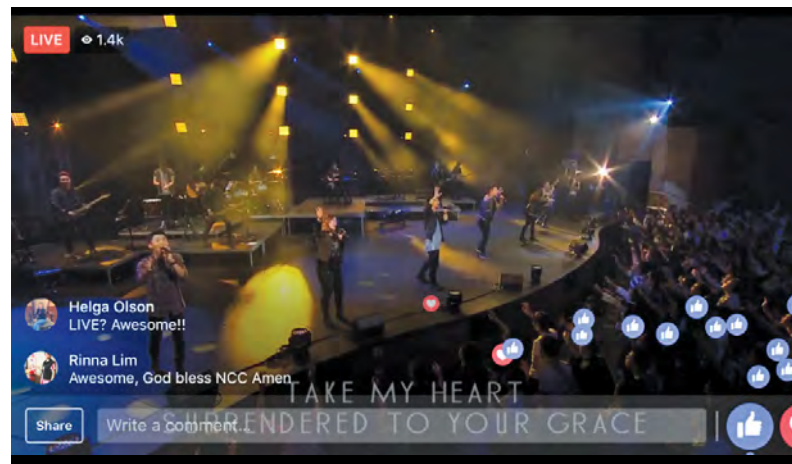 LIVE 1.4k
Helga Olson
LIVE? Awesome!!
Rinna Lim
Awesome, God bless NCC Amen
TAKE MY HEART
SURRENDERED TO YOUR GRACE
Share Write a comment...